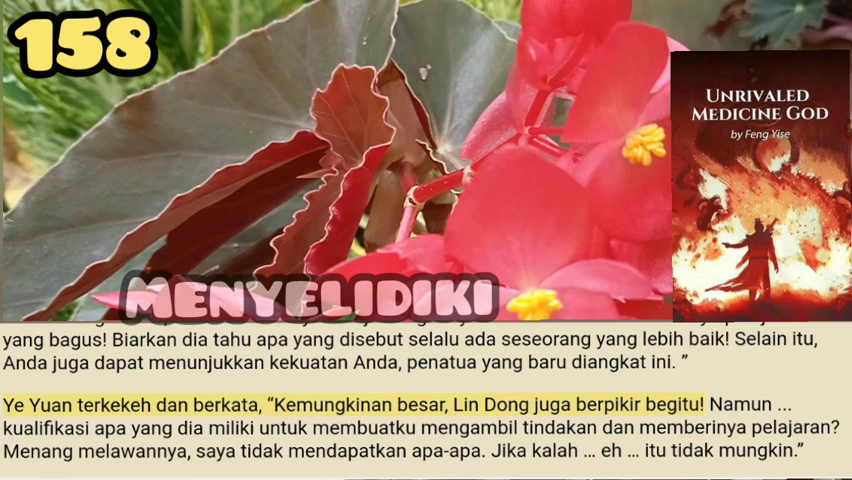 158
UNRIVALED
MEDICINE GOD
by Feng Yise
MENYELIDIKI
yang bagus! Biarkan dia tahu apa yang disebut selalu ada seseorang yang lebih baik! Selain itu,
Anda juga dapat menunjukkan kekuatan Anda, penatua yang baru diangkat ini. ”
Ye Yuan terkekeh dan berkata, “Kemungkinan besar, Lin Dong juga berpikir begitu! Namun ...
kualifikasi apa yang dia miliki untuk membuatku mengambil tindakan dan memberinya pelajaran?
Menang melawannya, saya tidak mendapatkan apa-apa. Jika kalah ... eh ... itu tidak mungkin.”